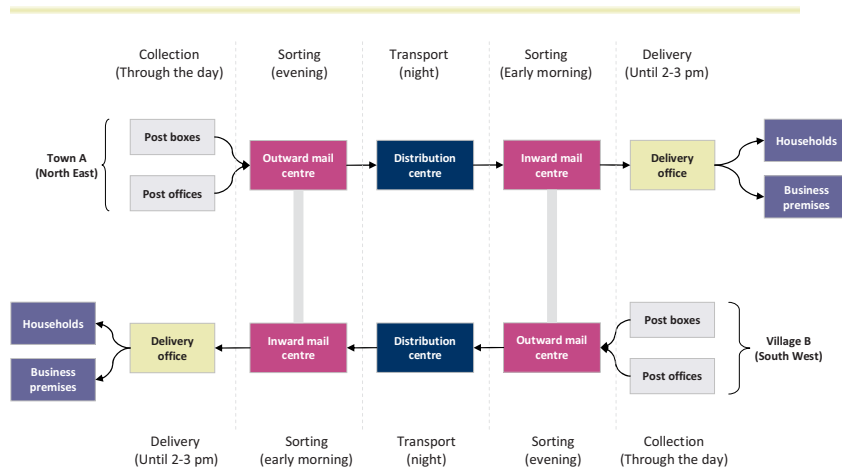 Collection
(Through the day)
Sorting
(evening)
Transport
(night)
Sorting
(Early morning)
Delivery
(Until 2-3 pm)
Town A
(North East)
Post boxes
Post offices
Outward mail
centre
Distribution
centre
Inward mail
centre
Delivery
office
Households
Business
premises
Households
Business
premises
Delivery
office
Inward mail
centre
Distribution
centre
Outward mail
centre
Post boxes
Post offices
Village B
(South West)
Delivery
(Until 2-3 pm)
Sorting
(early morning)
Transport
(night)
Sorting
(evening)
Collection
(Through the day)